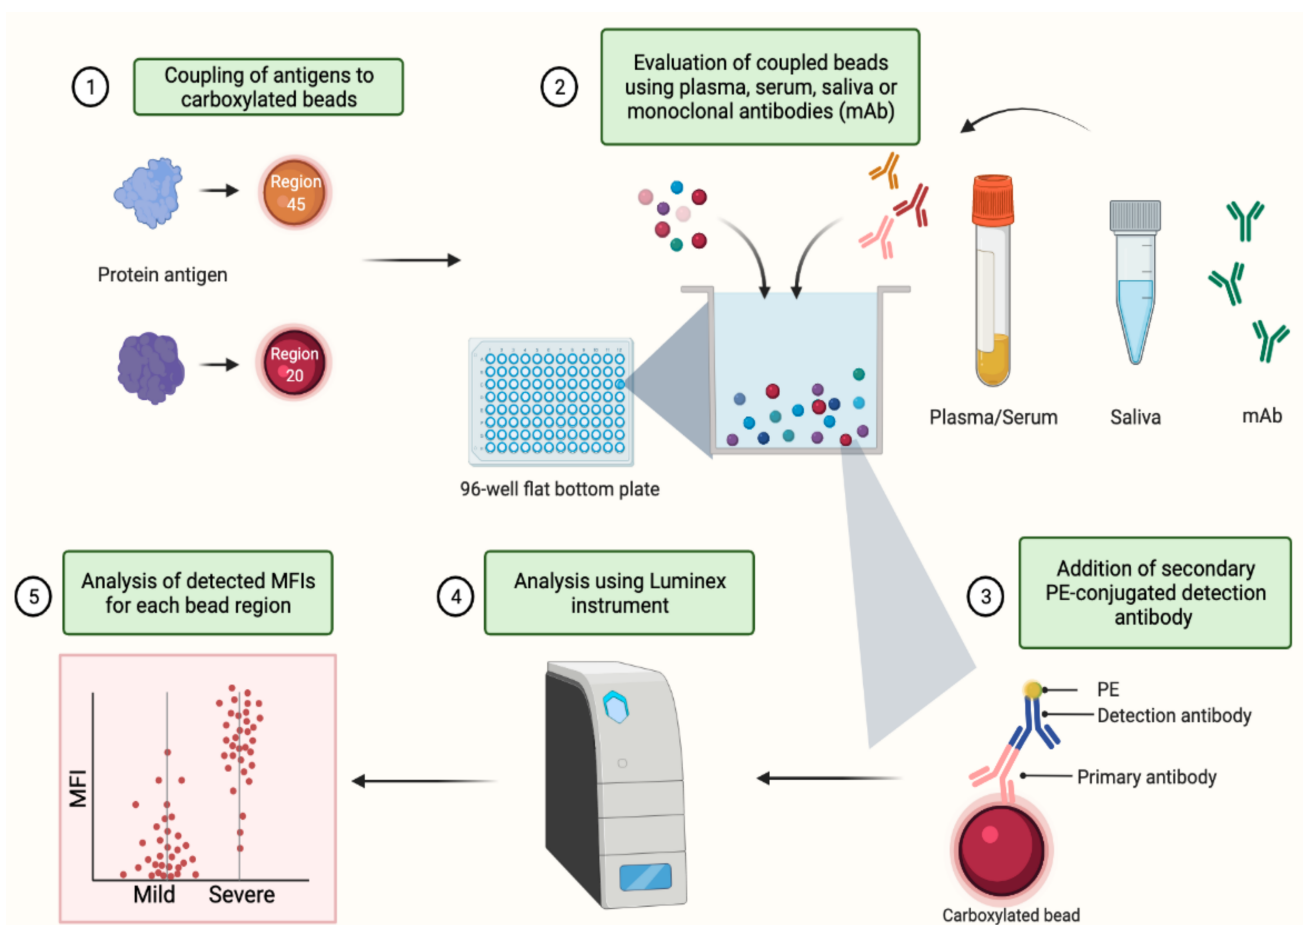 1
Coupling of antigens to
carboxylated beads
Protein antigen
Region
45
Region
20
2
Evaluation of coupled beads
using plasma, serum, saliva or
monoclonal antibodies (mAb)
96-well flat bottom plate
Plasma/Serum
Saliva
mAb
3
Addition of secondary
PE-conjugated detection
antibody
PE
Detection antibody
Primary antibody
Carboxylated bead
4
Analysis using Luminex
instrument
5
Analysis of detected MFIs
for each bead region
MFI
Mild
Severe